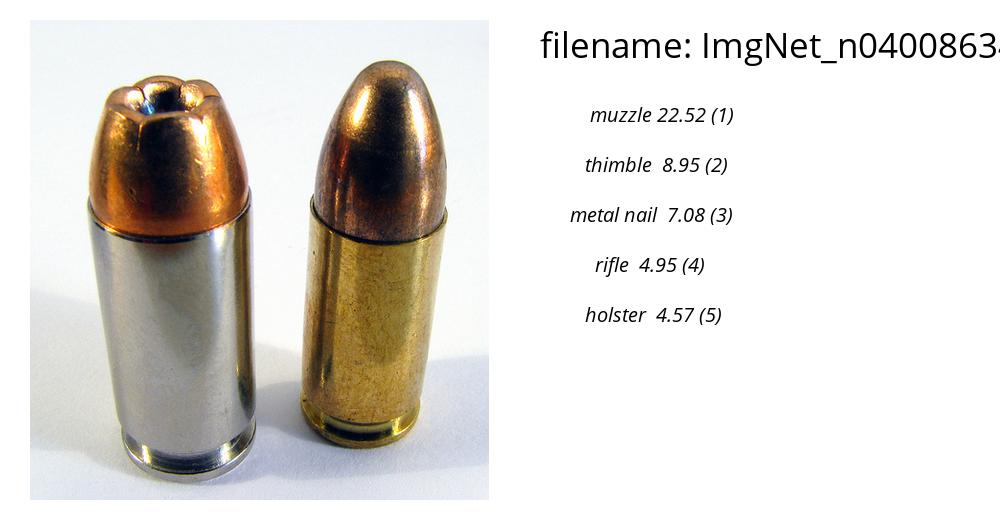 filename: ImgNet_n0400863
muzzle 22.52 (1)
thimble 8.95 (2)
metal nail 7.08 (3)
rifle 4.95 (4)
holster 4.57 (5)